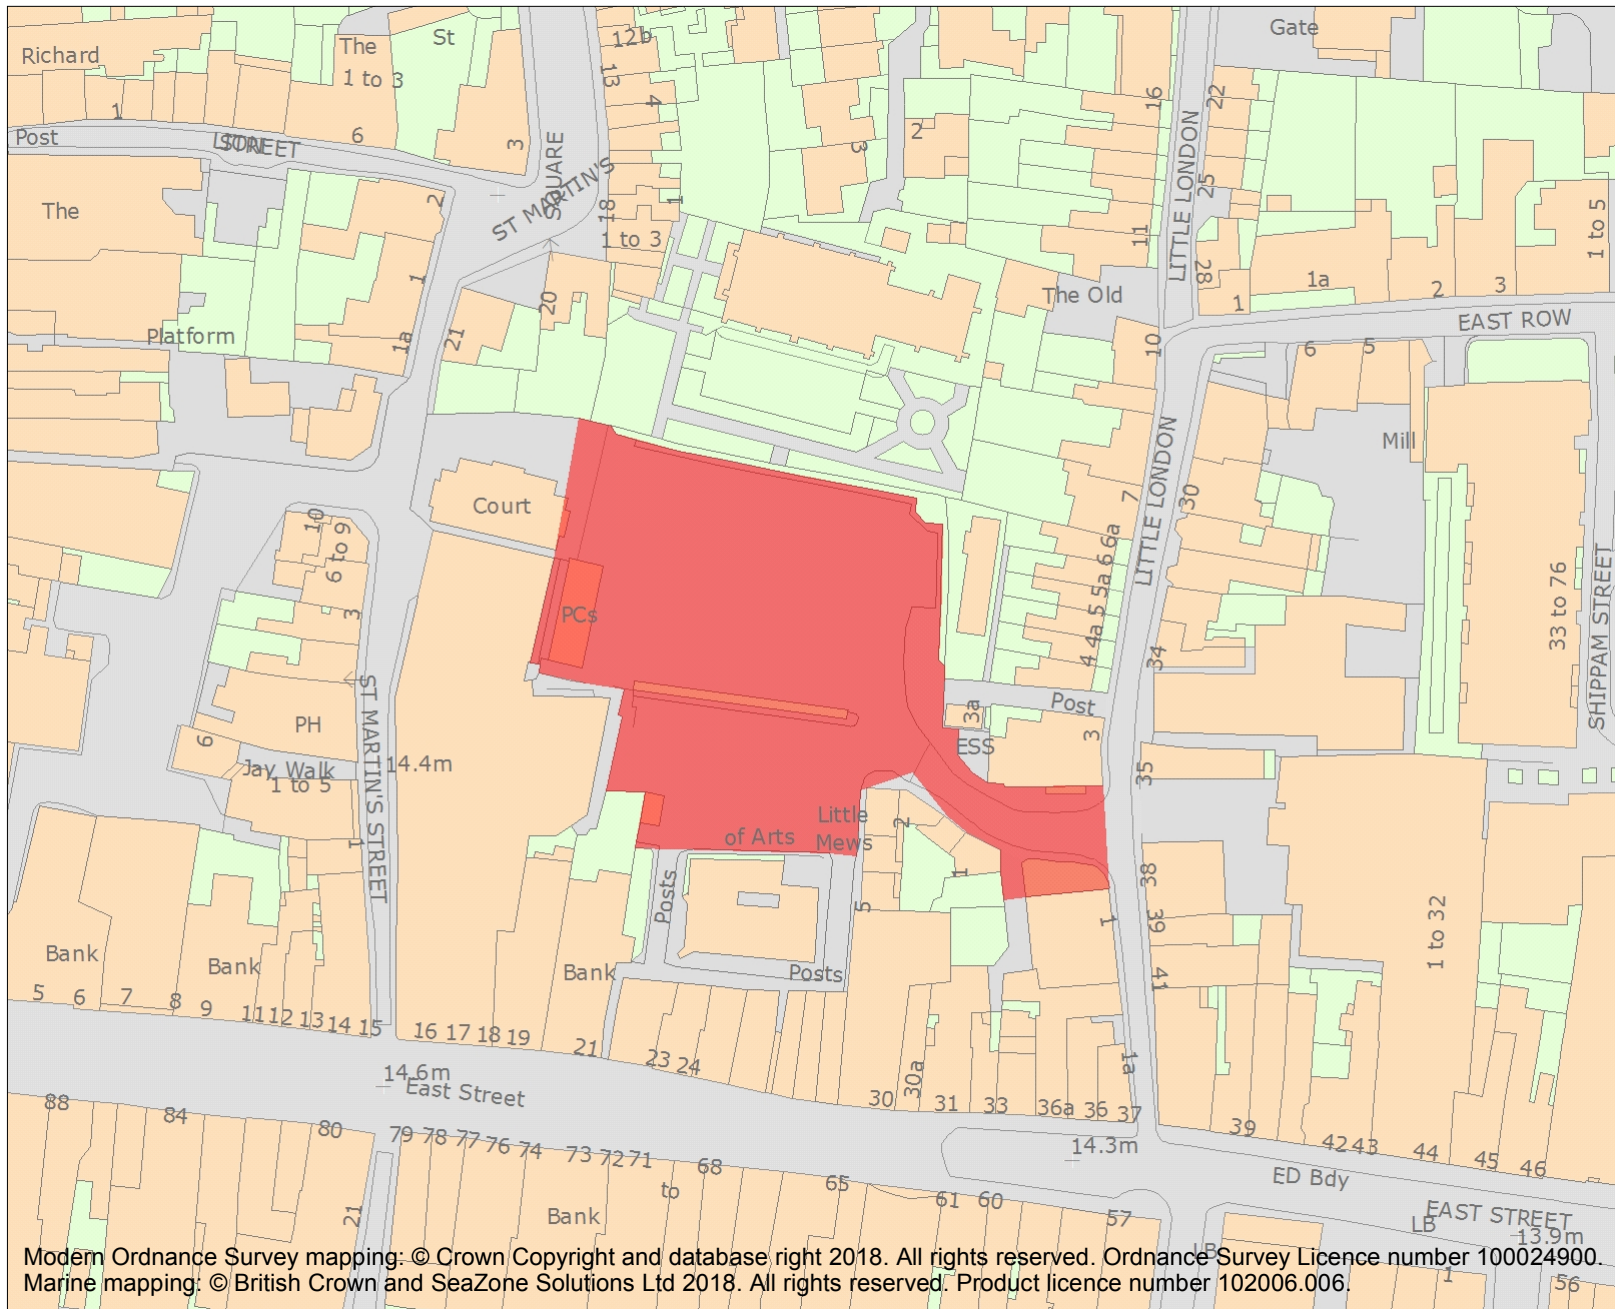 Richard
The
1 to 3
St
12b
13
4
Gate
1
Post
LION
STREET
6
3
SQUARE
ST MARTIN'S
18
1
1 to 3
2
3
16
22
LITTLE LONDON
25
11
28
1 to 5
The
2
1
Platform
1a
21
20
The Old
10
1
1a
2
3
EAST ROW
6
5
Mill
Court
PCs
10
6 to 9
3
7
LITTLE LONDON
30
4 4a 5 5a 6 6a
34
33 to 76
SHIPPAM STREET
PH
6
Jay Walk
1 to 5
14.4m
ST MARTIN'S STREET
1
Post
3a
ESS
3
35
Little
Mews
of Arts
2
1
5
38
39
41
1
Posts
Posts
Bank
Bank
Bank
1 to 32
5 6 7 8 9 11 12 13 14 15
16 17 18 19
21
23 24
30 30a 31 33 36a 36 37
1a
14.6m
East Street
88 84 80 79 78 77 76 74 73 72 71
to
68
65
61 60
57
14.3m
39
42 43 44 45 46
ED Bdy
EAST STREET
LB
13.9m
LB
21
Bank
1
56
Modern Ordnance Survey mapping: © Crown Copyright and database right 2018. All rights reserved. Ordnance Survey Licence number 100024900.
Marine mapping: © British Crown and SeaZone Solutions Ltd 2018. All rights reserved. Product licence number 102006.006.